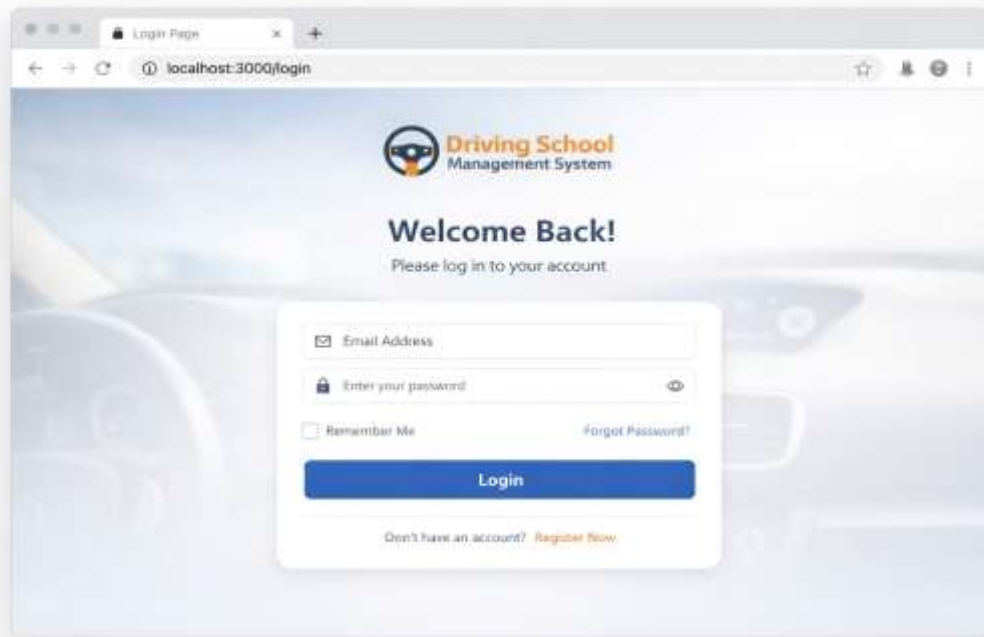 Login Page
localhost:3000/login
Driving School
Management System
Welcome Back!
Please log in to your account
Email Address
Enter your password
Remember Me
Forgot Password?
Login
Don't have an account? Register Now.